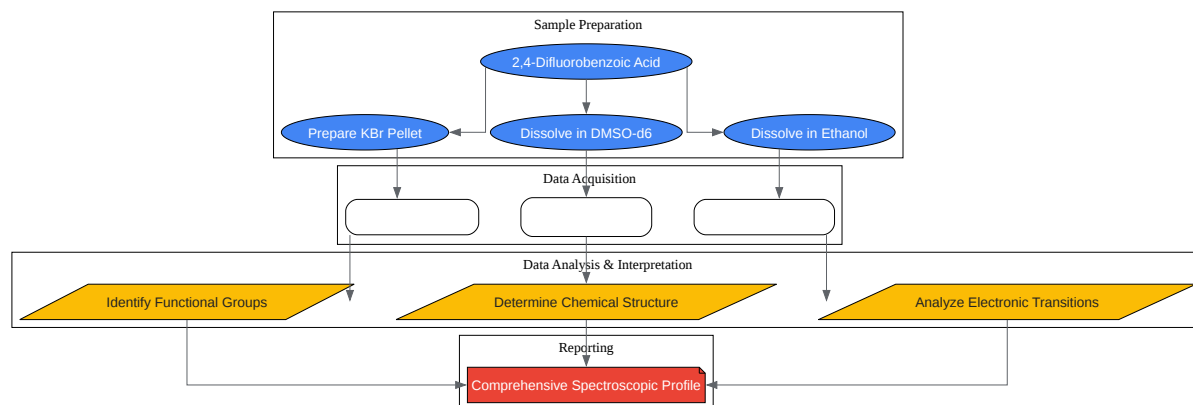 Sample Preparation
2,4-Difluorobenzoic Acid
Prepare KBr Pellet
Dissolve in DMSO-d6
Dissolve in Ethanol
Data Acquisition
Data Analysis & Interpretation
Identify Functional Groups
Determine Chemical Structure
Analyze Electronic Transitions
Reporting
Comprehensive Spectroscopic Profile